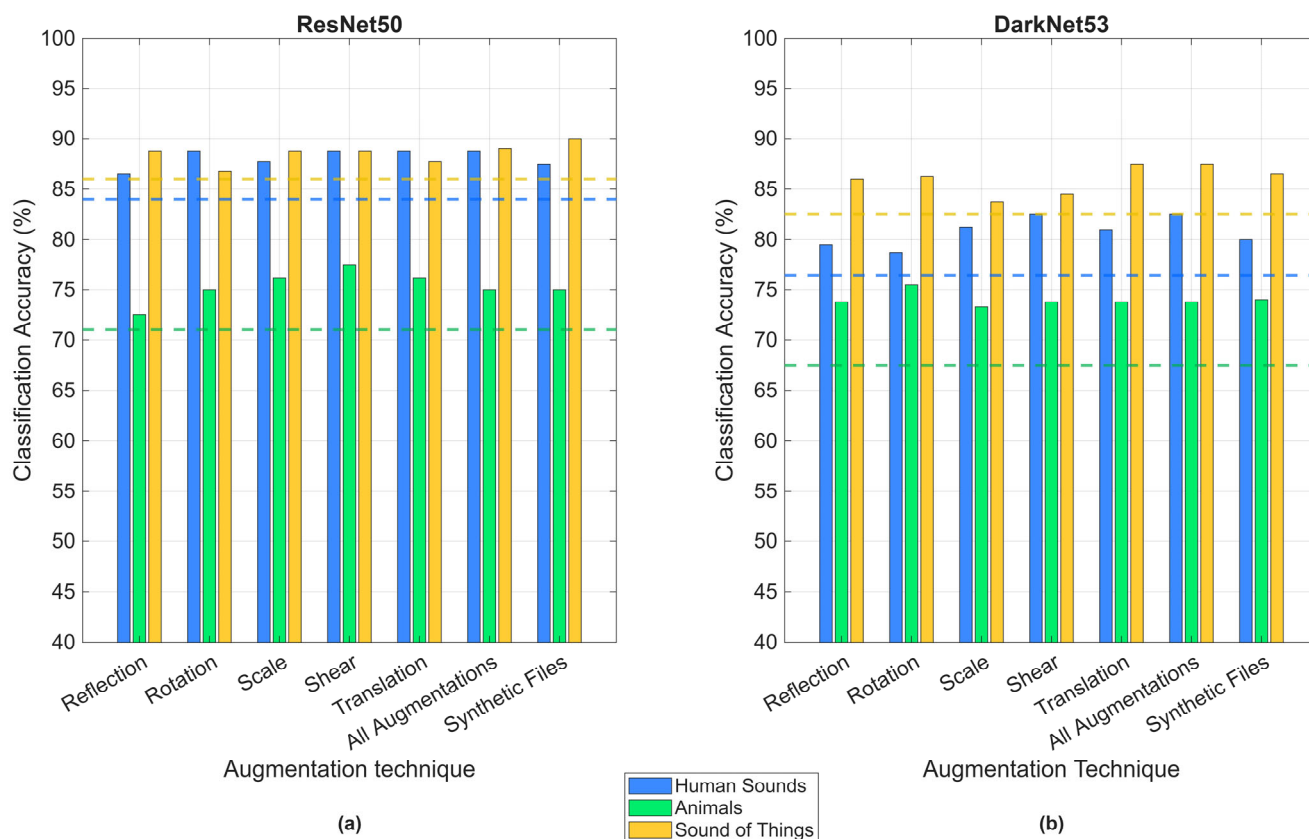 ResNet50
Classification Accuracy (%)
100
95
90
85
80
75
70
65
60
55
50
45
40
Reflection
Rotation
Scale
Shear
Translation
All Augmentations
Synthetic Files
Augmentation technique
(a)
DarkNet53
Classification Accuracy (%)
100
95
90
85
80
75
70
65
60
55
50
45
40
Reflection
Rotation
Scale
Shear
Translation
All Augmentations
Synthetic Files
Augmentation Technique
(b)
Human Sounds
Animals
Sound of Things